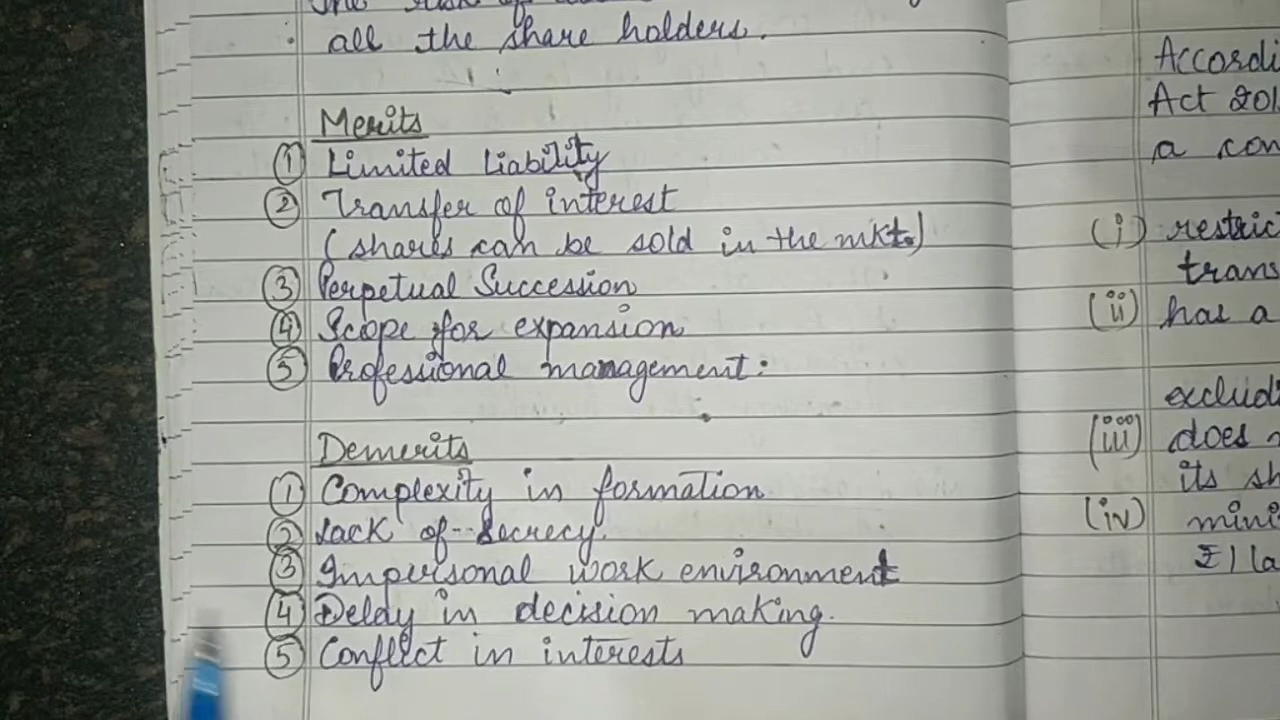 all the share holders.
Merits
① Limited Liability
② Transfer of interest
(shares can be sold in the mkt.)
③ Perpetual Succession
④ Scope for expansion
⑤ Professional management:
Demerits
① Complexity in formation
② Lack of secrecy.
③ Impersonal work environment
④ Delay in decision making.
⑤ Conflict in interests
Accordi
Act 201
a con
(i) restric
trans
(ii) has a
excludi
(iii) does
its sh
(iv) mini
₹1 la